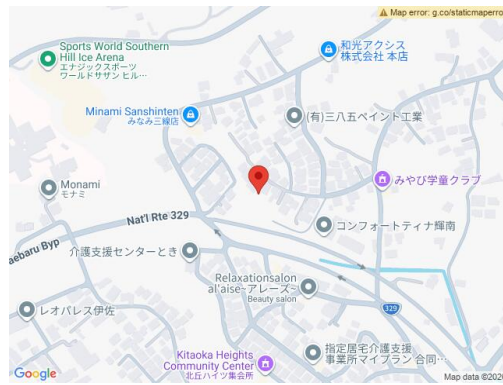 Map error: g.co/staticmaperro
Sports World Southern
Hill Ice Arena
エナジックスポーツ
ワールドサザン ヒル…
和光アクシス
株式会社 本店
Minami Sanshinten
みなみ三線店
(有)三八五ペイント工業
Monami
モナミ
みやび学童クラブ
Nat'l Rte 329
コンフォートティナ輝南
aebaru Byp
介護支援センターとき
Relaxationsalon
al'aise~アレーズ~
Beauty salon
レオパレス伊佐
329
Kitaoka Heights
Community Center
北丘ハイツ集会所
指定居宅介護支援
事業所マイプラン 合同…
Google
Map data ©202